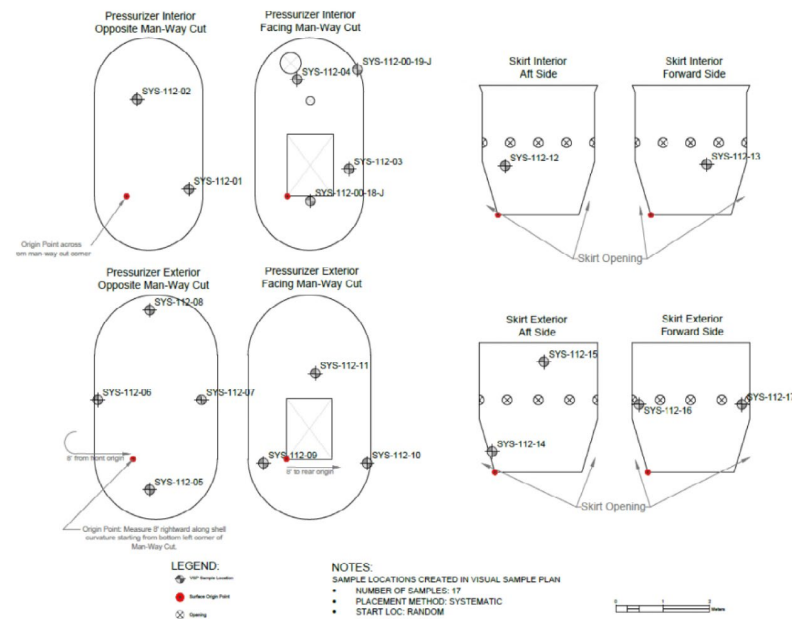 Pressurizer Interior
Opposite Man-Way Cut
SYS-112-02
SYS-112-01
Origin Point across
om man-way cut corner
Pressurizer Interior
Facing Man-Way Cut
SYS-112-00-19-J
SYS-112-04
SYS-112-03
SYS-112-00-18-J
Skirt Interior
Aft Side
SYS-112-12
Skirt Interior
Forward Side
SYS-112-13
Skirt Opening
Pressurizer Exterior
Opposite Man-Way Cut
SYS-112-08
SYS-112-06
SYS-112-07
8' from front origin
SYS-112-05
Origin Point: Measure 8' rightward along shell
curvature starting from bottom left corner of
Man-Way Cut.
Pressurizer Exterior
Facing Man-Way Cut
SYS-112-11
SYS-112-09
SYS-112-10
8' to rear origin
Skirt Exterior
Aft Side
SYS-112-15
SYS-112-14
Skirt Exterior
Forward Side
SYS-112-17
SYS-112-16
Skirt Opening
LEGEND:
VSP Sample Location
Surface Origin Point
Opening
NOTES:
SAMPLE LOCATIONS CREATED IN VISUAL SAMPLE PLAN
• NUMBER OF SAMPLES: 17
• PLACEMENT METHOD: SYSTEMATIC
• START LOC: RANDOM
0 1 2
Meters